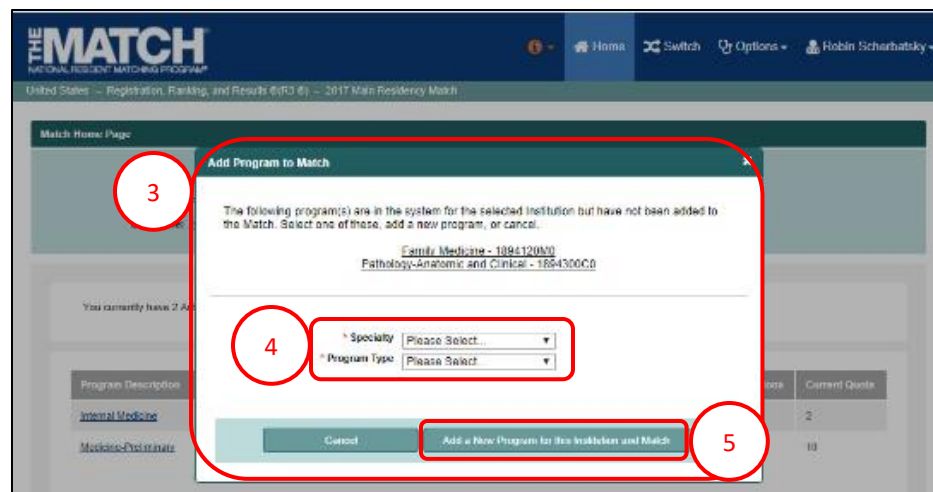 THE MATCH
NATIONAL RESIDENT MATCHING PROGRAM®
Home Switch Options Robin Scherbatsky
United States - Registration, Ranking, and Results ®(R3 ®) - 2017 Main Residency Match
Match Home Page
3
Add Program to Match
x
The following program(s) are in the system for the selected Institution but have not been added to
the Match. Select one of these, add a new program, or cancel.
Family Medicine - 1894120M0
Pathology-Anatomic and Clinical - 1894300C0
You currently have 2
4
* Specialty Please Select...
* Program Type Please Select...
Program Description Current Quota
Internal Medicine 2
Medicine-Preliminary 10
Cancel Add a New Program for this Institution and Match 5